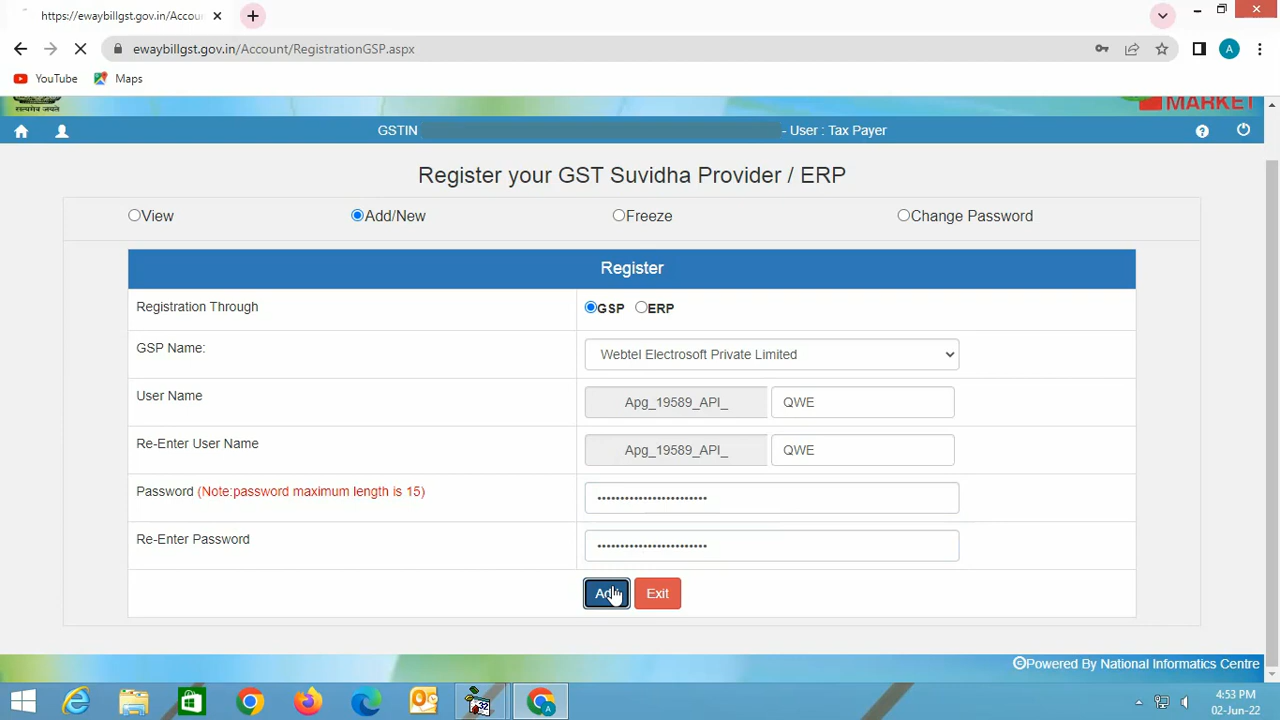 https://ewaybillgst.gov.in/Accou
ewaybillgst.gov.in/Account/RegistrationGSP.aspx
A
YouTube
Maps
सत्यमेव जयते
MARKET
GSTIN - User : Tax Payer
Register your GST Suvidha Provider / ERP
View Add/New Freeze Change Password
Register
Registration Through GSP ERP
GSP Name: Webtel Electrosoft Private Limited
User Name Apg_19589_API_ QWE
Re-Enter User Name Apg_19589_API_ QWE
Password (Note:password maximum length is 15)
Re-Enter Password
Exit
©Powered By National Informatics Centre
4:53 PM
02-Jun-22